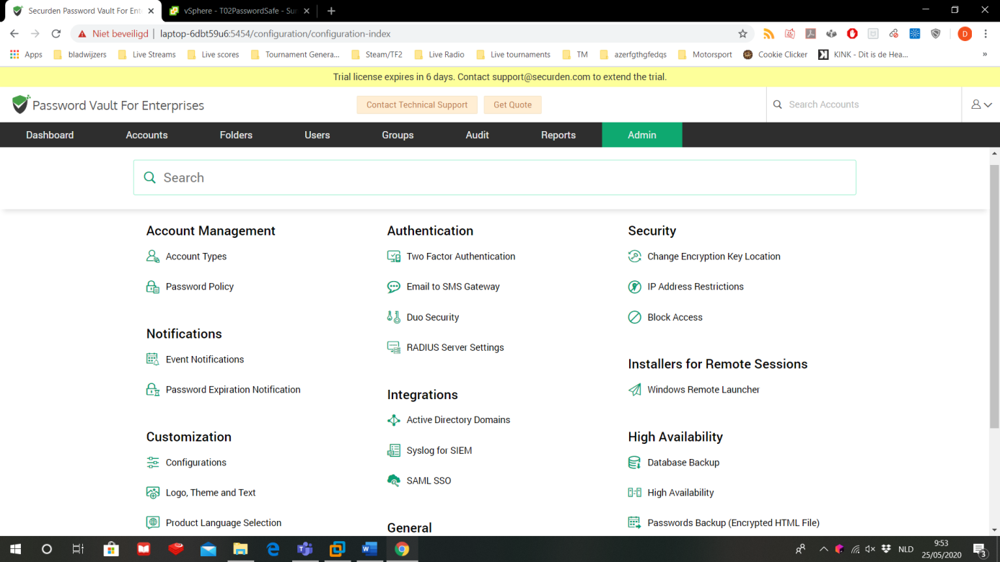 Securden Password Vault For Ent
vSphere - T02PasswordSafe - Sur
Niet beveiligd | laptop-6dbt59u6:5454/configuration/configuration-index
D
Apps bladwijzers Live Streams Live scores Tournament Genera... Steam/TF2 Live Radio Live tournaments TM azerfgthgfedqs Motorsport Cookie Clicker KINK - Dit is de Hea... »
Trial license expires in 6 days. Contact support@securden.com to extend the trial.
Password Vault For Enterprises
Contact Technical Support
Get Quote
Search Accounts
Dashboard Accounts Folders Users Groups Audit Reports Admin
Search
Account Management
Account Types
Password Policy
Notifications
Event Notifications
Password Expiration Notification
Customization
Configurations
Logo, Theme and Text
Product Language Selection
Authentication
Two Factor Authentication
Email to SMS Gateway
Duo Security
RADIUS Server Settings
Integrations
Active Directory Domains
Syslog for SIEM
SAML SSO
General
Security
Change Encryption Key Location
IP Address Restrictions
Block Access
Installers for Remote Sessions
Windows Remote Launcher
High Availability
Database Backup
High Availability
Passwords Backup (Encrypted HTML File)
NLD
9:53
25/05/2020
3